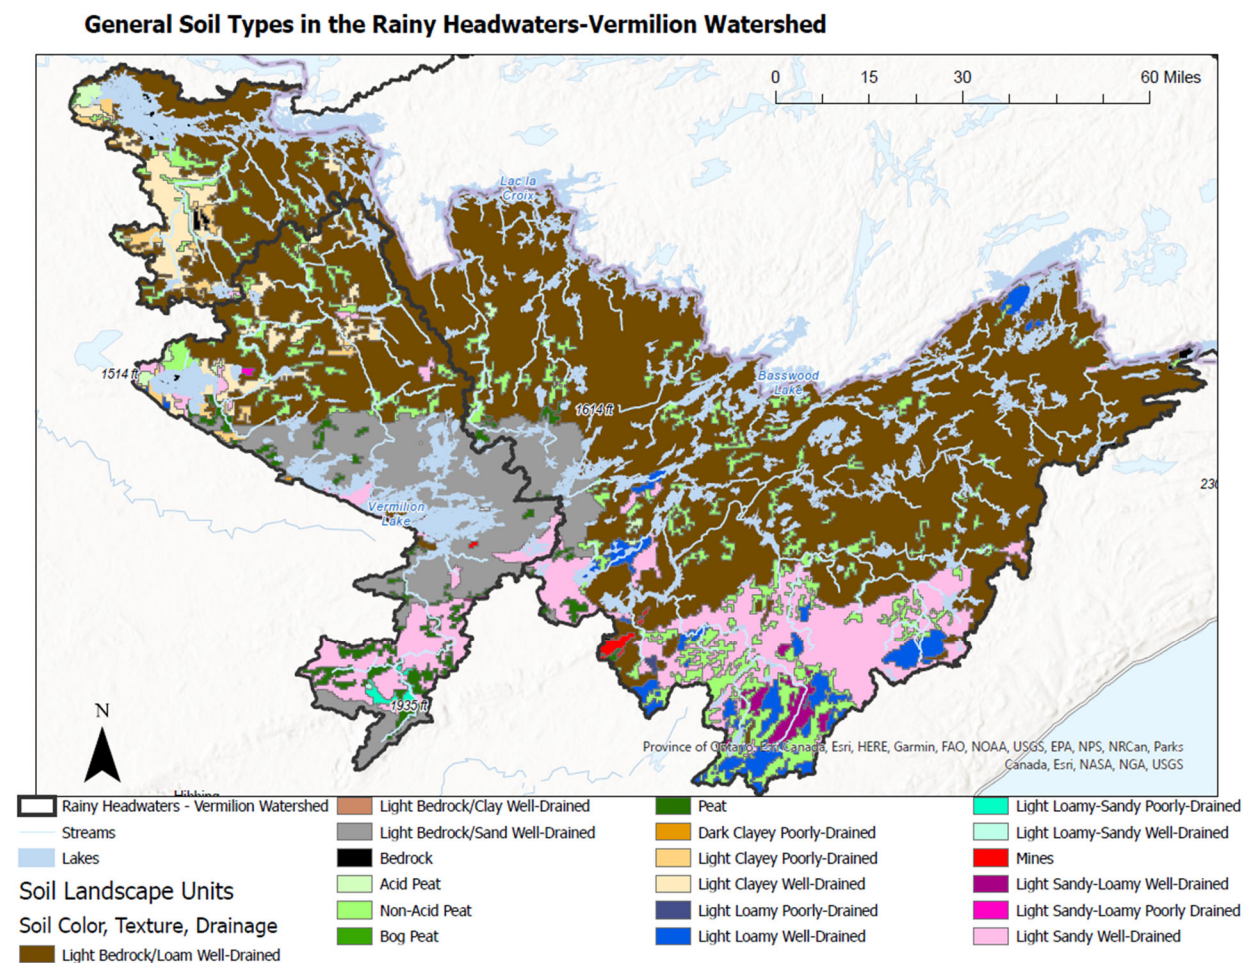 General Soil Types in the Rainy Headwaters-Vermilion Watershed
0 15 30 60 Miles
Lac la
Croix
1514 ft
Basswood
Lake
1614 ft
Vermilion
Lake
1935 ft
N
Province of Ontario, Esri Canada, Esri, HERE, Garmin, FAO, NOAA, USGS, EPA, NPS, NRCan, Parks
Canada, Esri, NASA, NGA, USGS
Rainy Headwaters - Vermilion Watershed
Streams
Lakes
Soil Landscape Units
Soil Color, Texture, Drainage
Light Bedrock/Loam Well-Drained
Light Bedrock/Clay Well-Drained
Light Bedrock/Sand Well-Drained
Bedrock
Acid Peat
Non-Acid Peat
Bog Peat
Peat
Dark Clayey Poorly-Drained
Light Clayey Poorly-Drained
Light Clayey Well-Drained
Light Loamy Poorly-Drained
Light Loamy Well-Drained
Light Loamy-Sandy Poorly-Drained
Light Loamy-Sandy Well-Drained
Mines
Light Sandy-Loamy Well-Drained
Light Sandy-Loamy Poorly Drained
Light Sandy Well-Drained